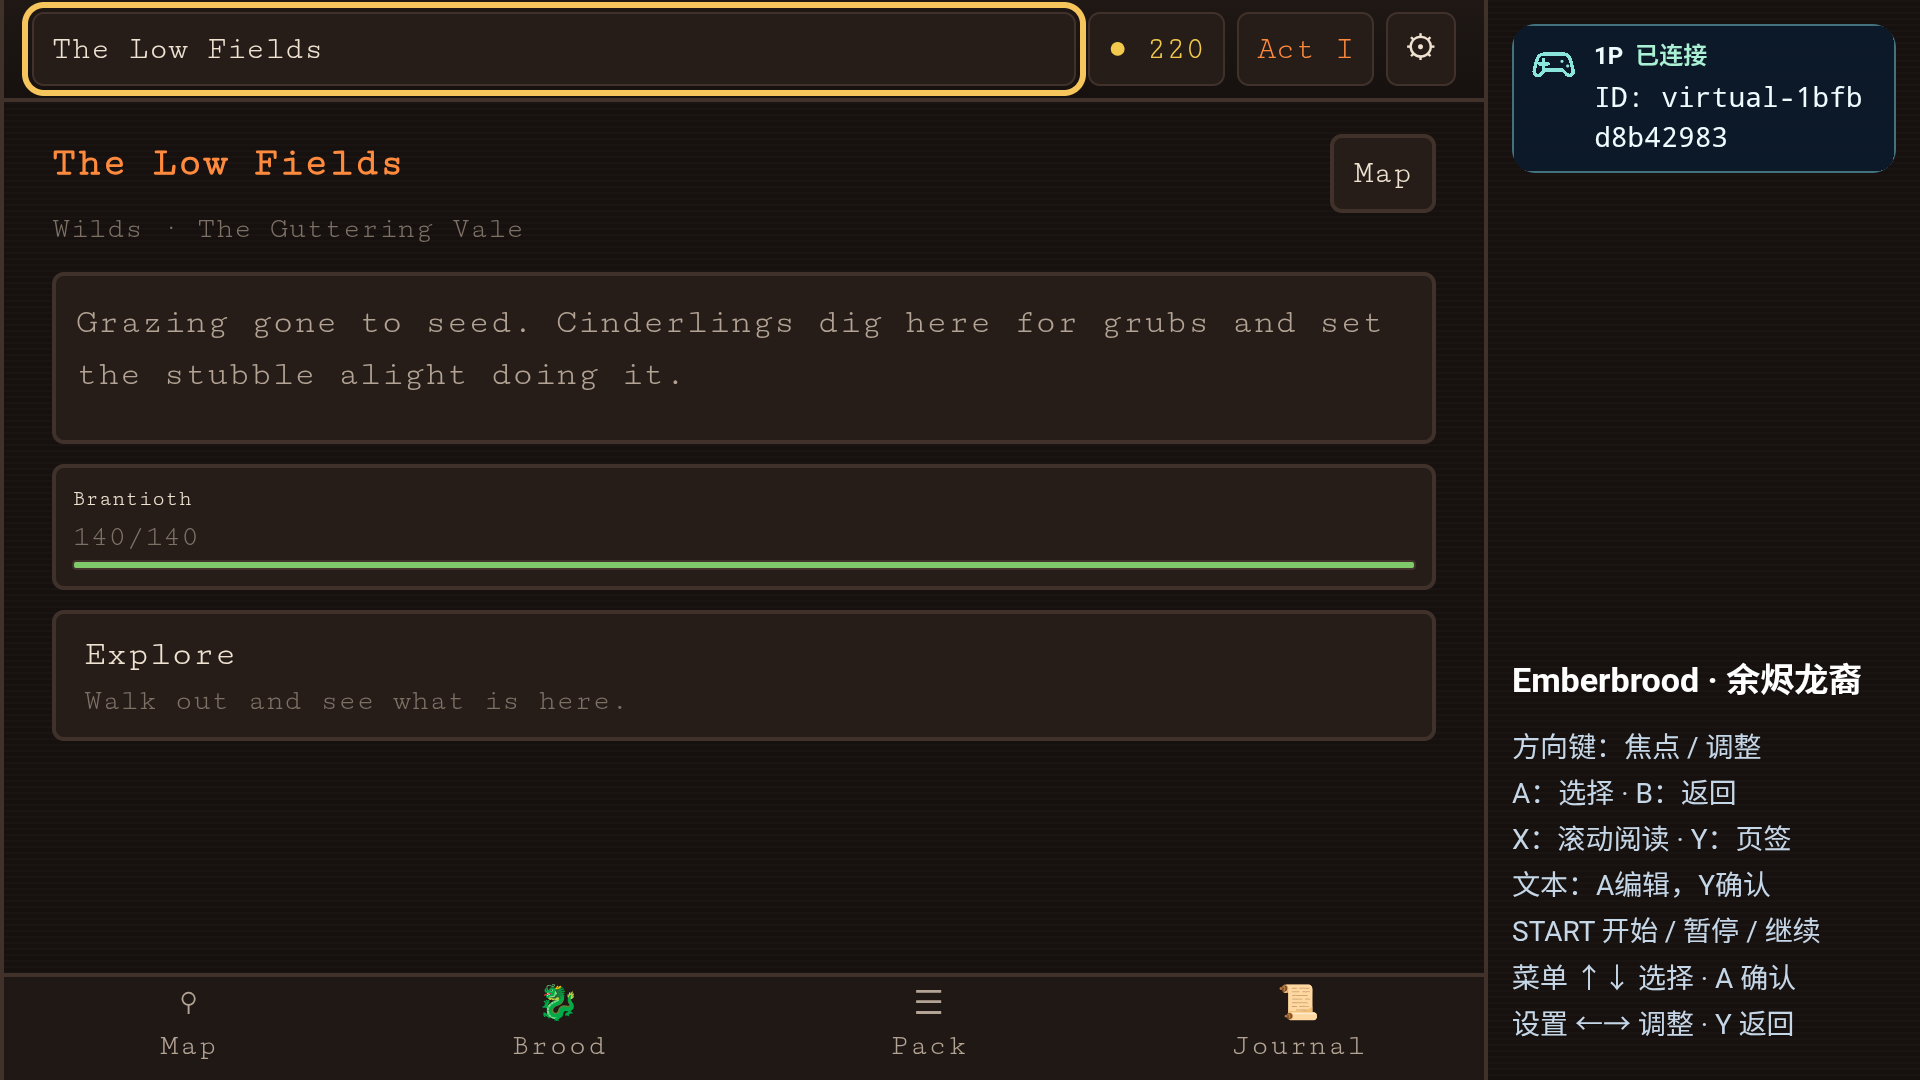 The Low Fields
220
Act I
The Low Fields
Map
Wilds · The Guttering Vale
Grazing gone to seed. Cinderlings dig here for grubs and set
the stubble alight doing it.
Brantioth
140/140
Explore
Walk out and see what is here.
Map
Brood
Pack
Journal
1P 已连接
ID: virtual-1bfb
d8b42983
Emberbrood · 余烬龙裔
方向键：焦点 / 调整
A：选择 · B：返回
X：滚动阅读 · Y：页签
文本：A编辑，Y确认
START 开始 / 暂停 / 继续
菜单 ↑↓ 选择 · A 确认
设置 ←→ 调整 · Y 返回